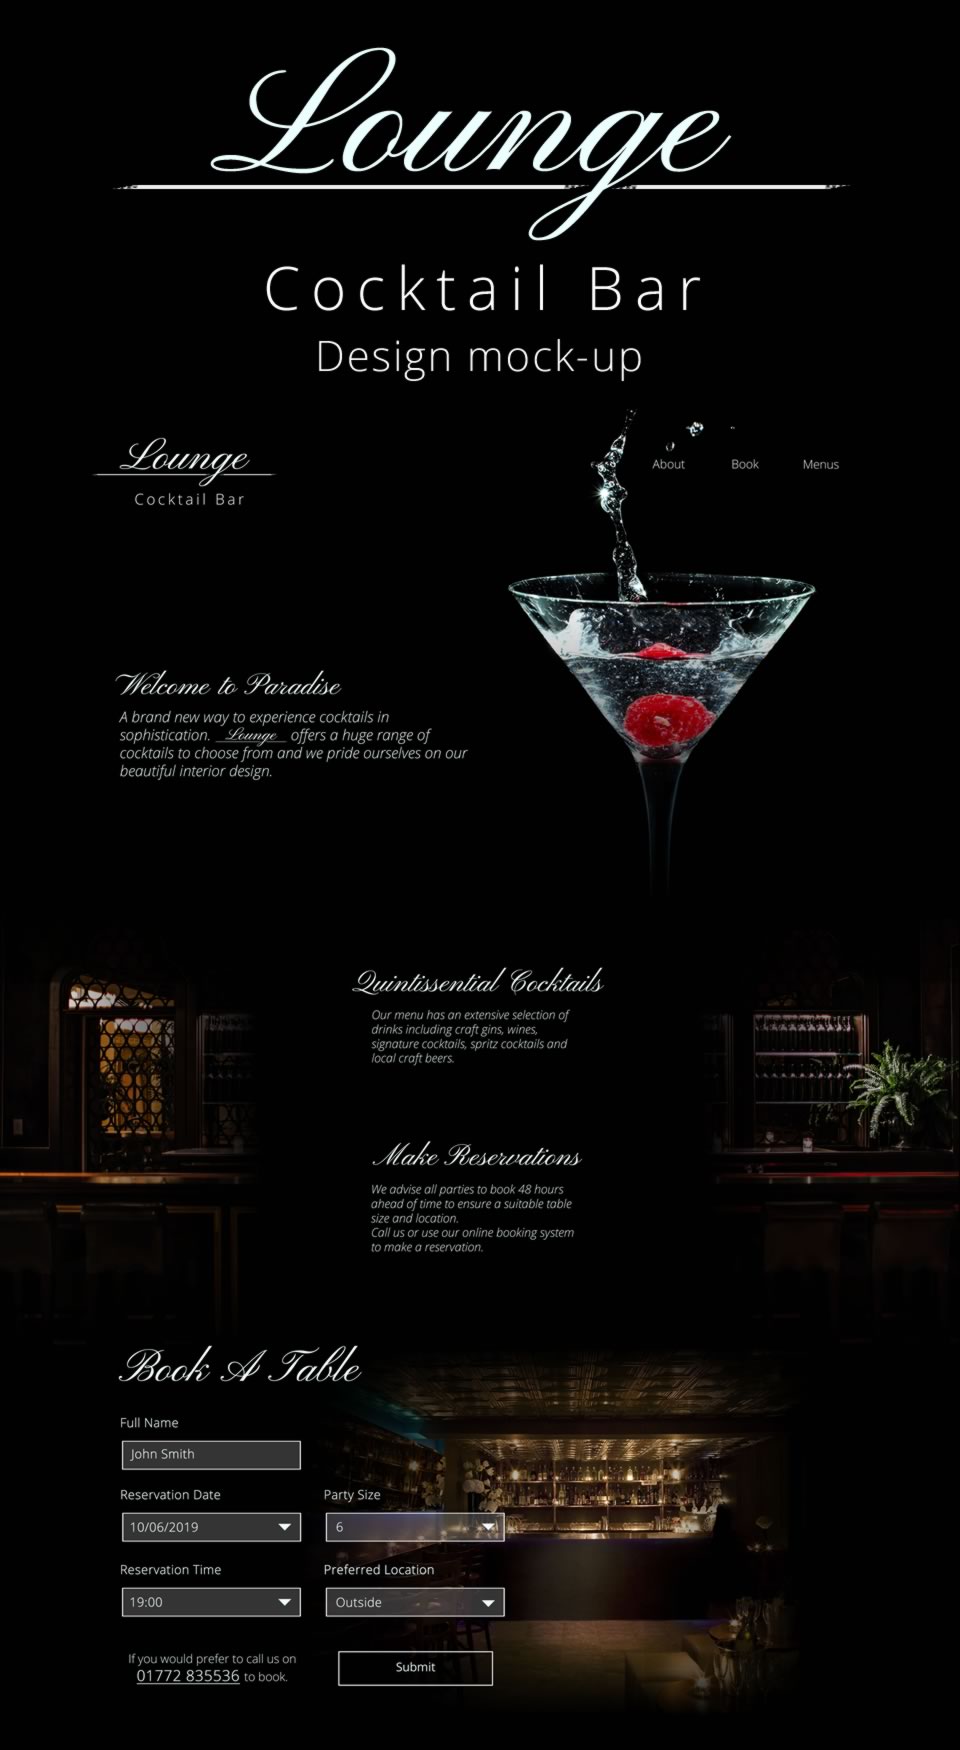 Lounge
Cocktail Bar
Design mock-up
Lounge
Cocktail Bar
About Book Menus
Welcome to Paradise
A brand new way to experience cocktails in
sophistication. Lounge offers a huge range of
cocktails to choose from and we pride ourselves on our
beautiful interior design.
Quintissential Cocktails
Our menu has an extensive selection of
drinks including craft gins, wines,
signature cocktails, spritz cocktails and
local craft beers.
Make Reservations
We advise all parties to book 48 hours
ahead of time to ensure a suitable table
size and location.
Call us or use our online booking system
to make a reservation.
Book A Table
Full Name
John Smith
Reservation Date Party Size
10/06/2019 6
Reservation Time Preferred Location
19:00 Outside
If you would prefer to call us on
01772 835536 to book.
Submit